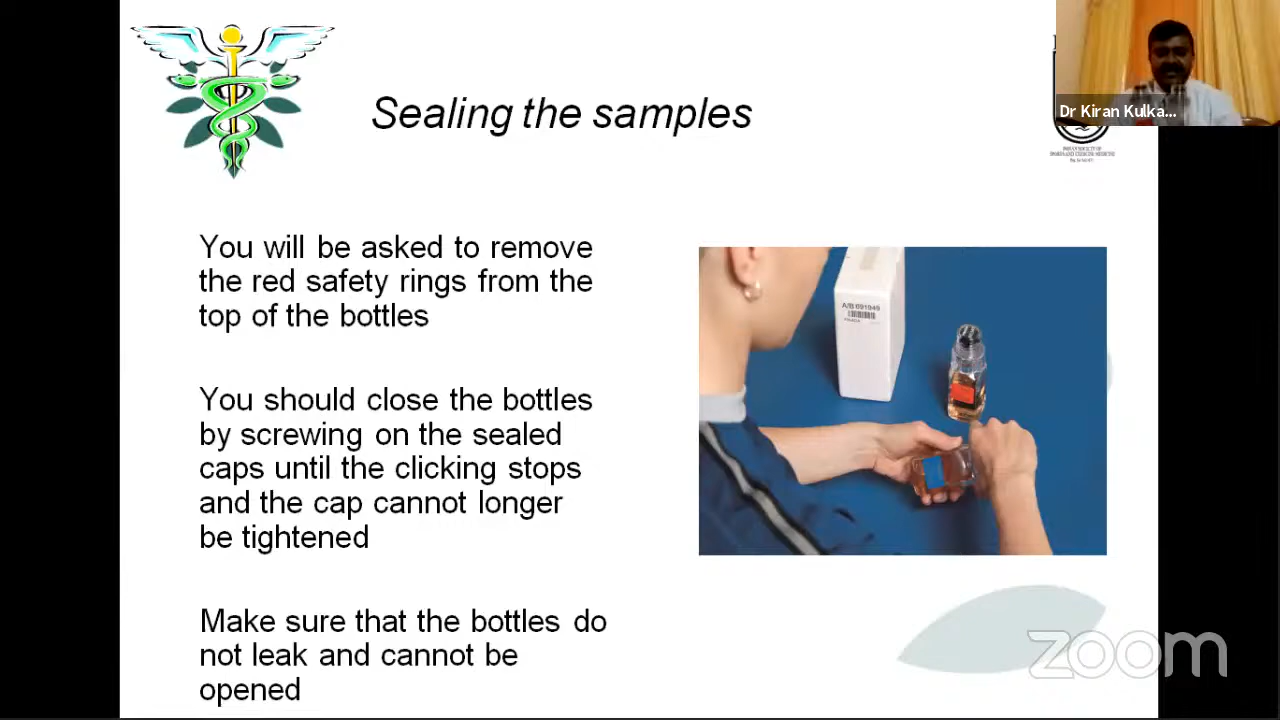 Sealing the samples
Dr Kiran Kulka...
You will be asked to remove
the red safety rings from the
top of the bottles
A/B 091045
You should close the bottles
by screwing on the sealed
caps until the clicking stops
and the cap cannot longer
be tightened
Make sure that the bottles do
not leak and cannot be
opened
zoom